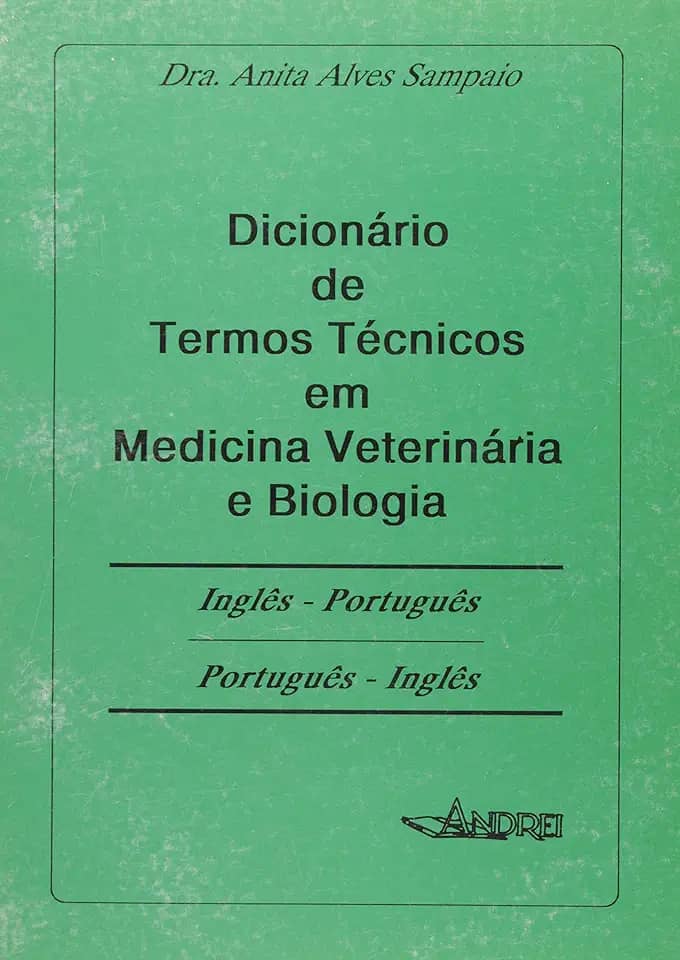 Dra. Anita Alves Sampaio
Dicionário
de
Termos Técnicos
em
Medicina Veterinária
e Biologia
Inglês - Português
Português - Inglês
ANDREI